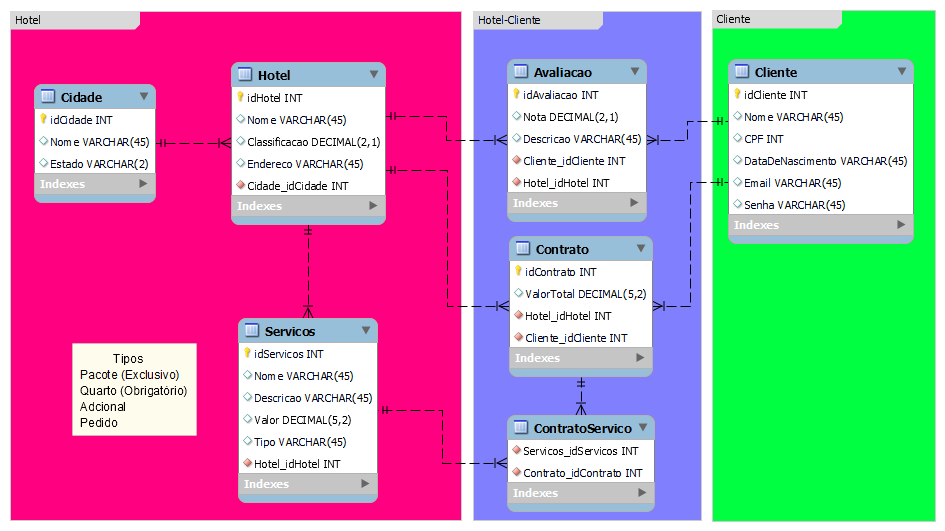 Hotel
Cidade
idCidade INT
Nome VARCHAR(45)
Estado VARCHAR(2)
Indexes
Hotel
idHotel INT
Nome VARCHAR(45)
Classificacao DECIMAL(2,1)
Endereco VARCHAR(45)
Cidade_idCidade INT
Indexes
Servicos
idServicos INT
Nome VARCHAR(45)
Descricao VARCHAR(45)
Valor DECIMAL(5,2)
Tipo VARCHAR(45)
Hotel_idHotel INT
Indexes
Tipos
Pacote (Exclusivo)
Quarto (Obrigatório)
Adcional
Pedido
Hotel-Cliente
Avaliacao
idAvaliacao INT
Nota DECIMAL(2,1)
Descricao VARCHAR(45)
Cliente_idCliente INT
Hotel_idHotel INT
Indexes
Contrato
idContrato INT
ValorTotal DECIMAL(5,2)
Hotel_idHotel INT
Cliente_idCliente INT
Indexes
ContratoServico
Servicos_idServicos INT
Contrato_idContrato INT
Indexes
Cliente
Cliente
idCliente INT
Nome VARCHAR(45)
CPF INT
DataDeNascimento VARCHAR(45)
Email VARCHAR(45)
Senha VARCHAR(45)
Indexes